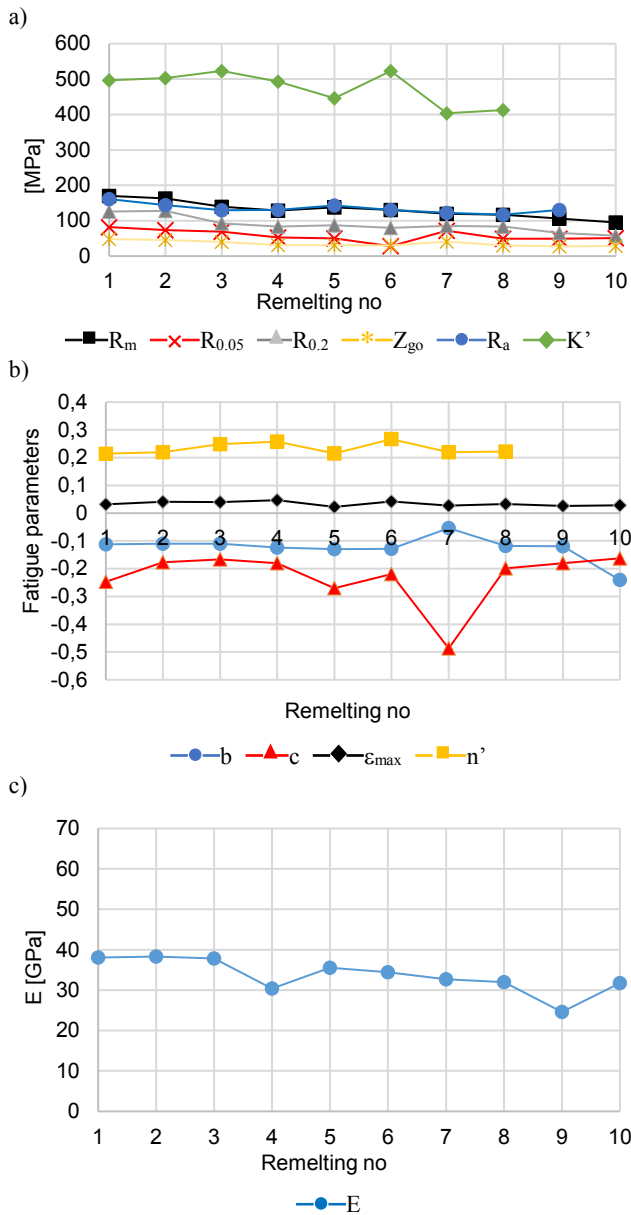 a)
600
500
400
300
200
100
0
[MPa]
1 2 3 4 5 6 7 8 9 10
Remelting no
Rm R0.05 R0.2 Zgo Ra K’
b)
0,4
0,3
0,2
0,1
0
-0,1
-0,2
-0,3
-0,4
-0,5
-0,6
Fatigue parameters
1 2 3 4 5 6 7 8 9 10
Remelting no
b c εmax n’
c)
70
60
50
40
30
20
10
0
E [GPa]
1 2 3 4 5 6 7 8 9 10
Remelting no
E